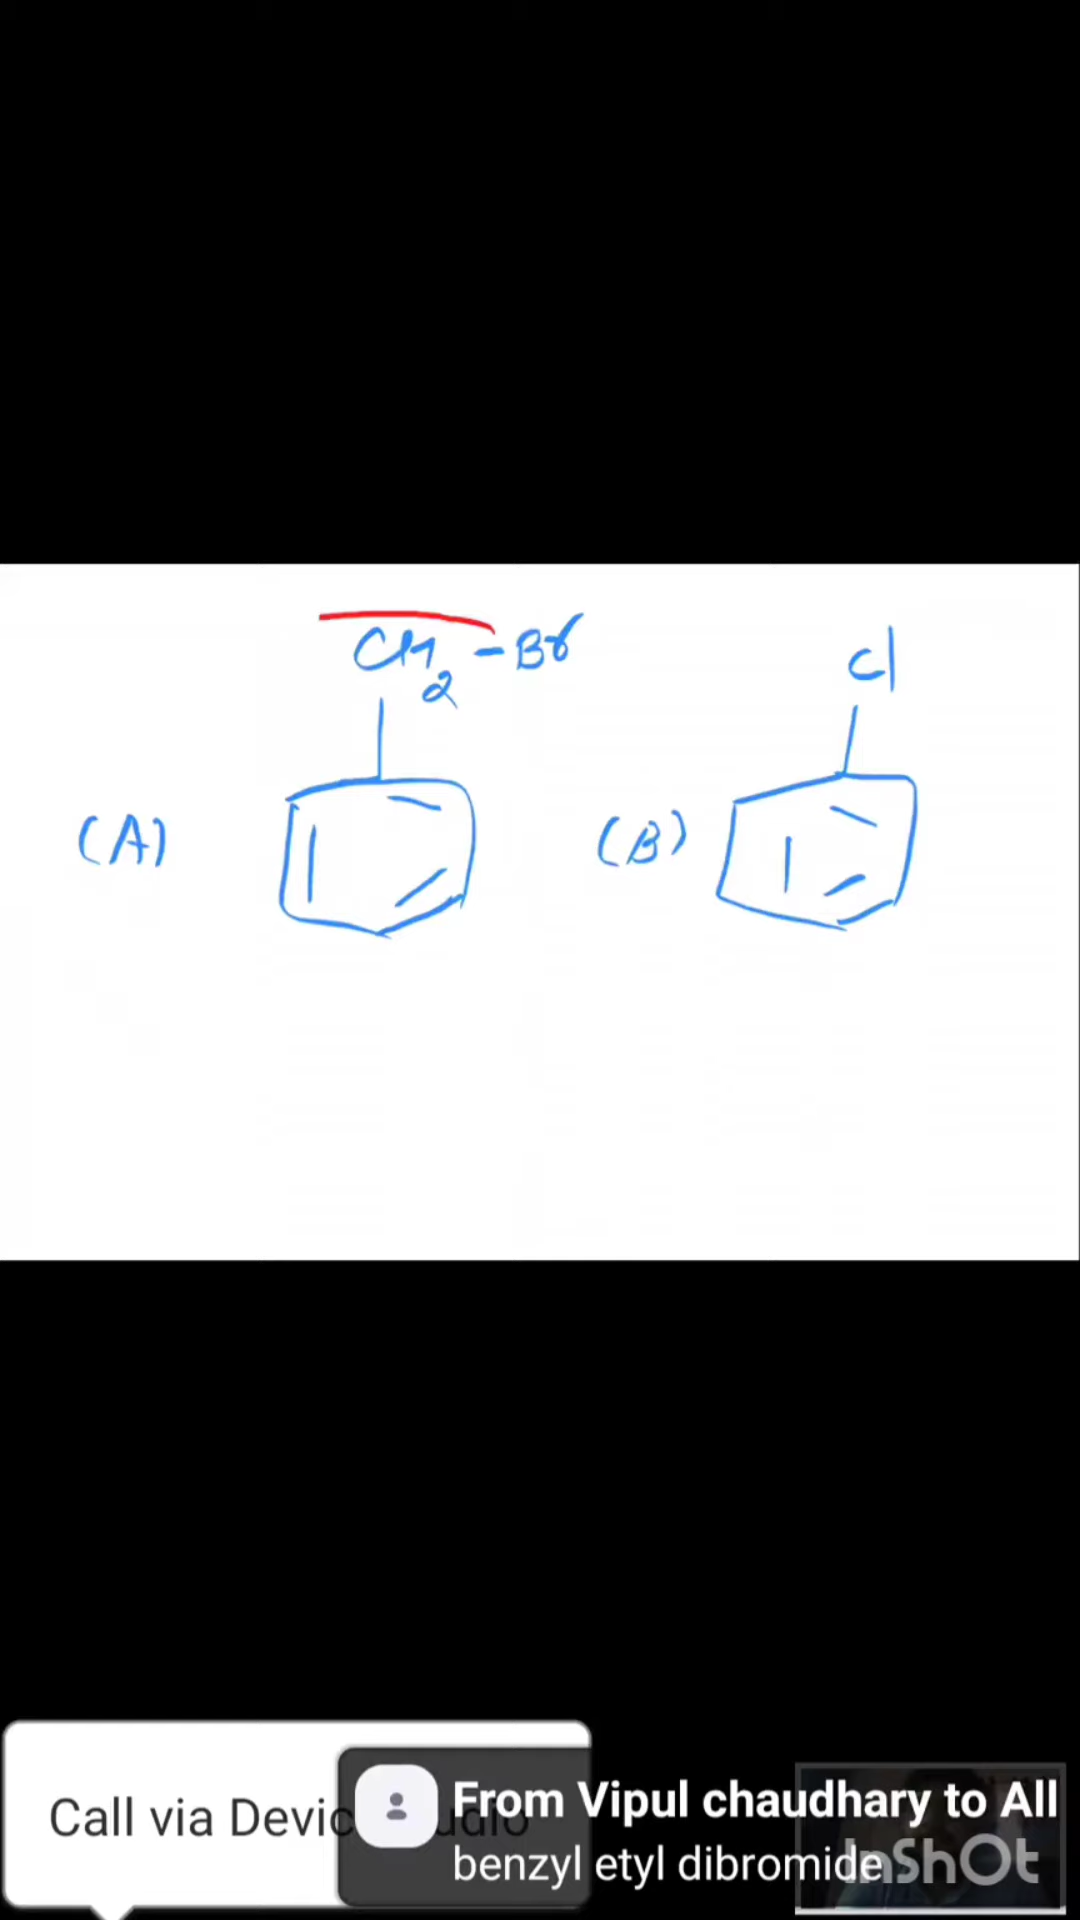 CH2-Br
Cl
(A)
(B)
Call via Devic
From Vipul chaudhary to All
benzyl etyl dibromide
InShOt